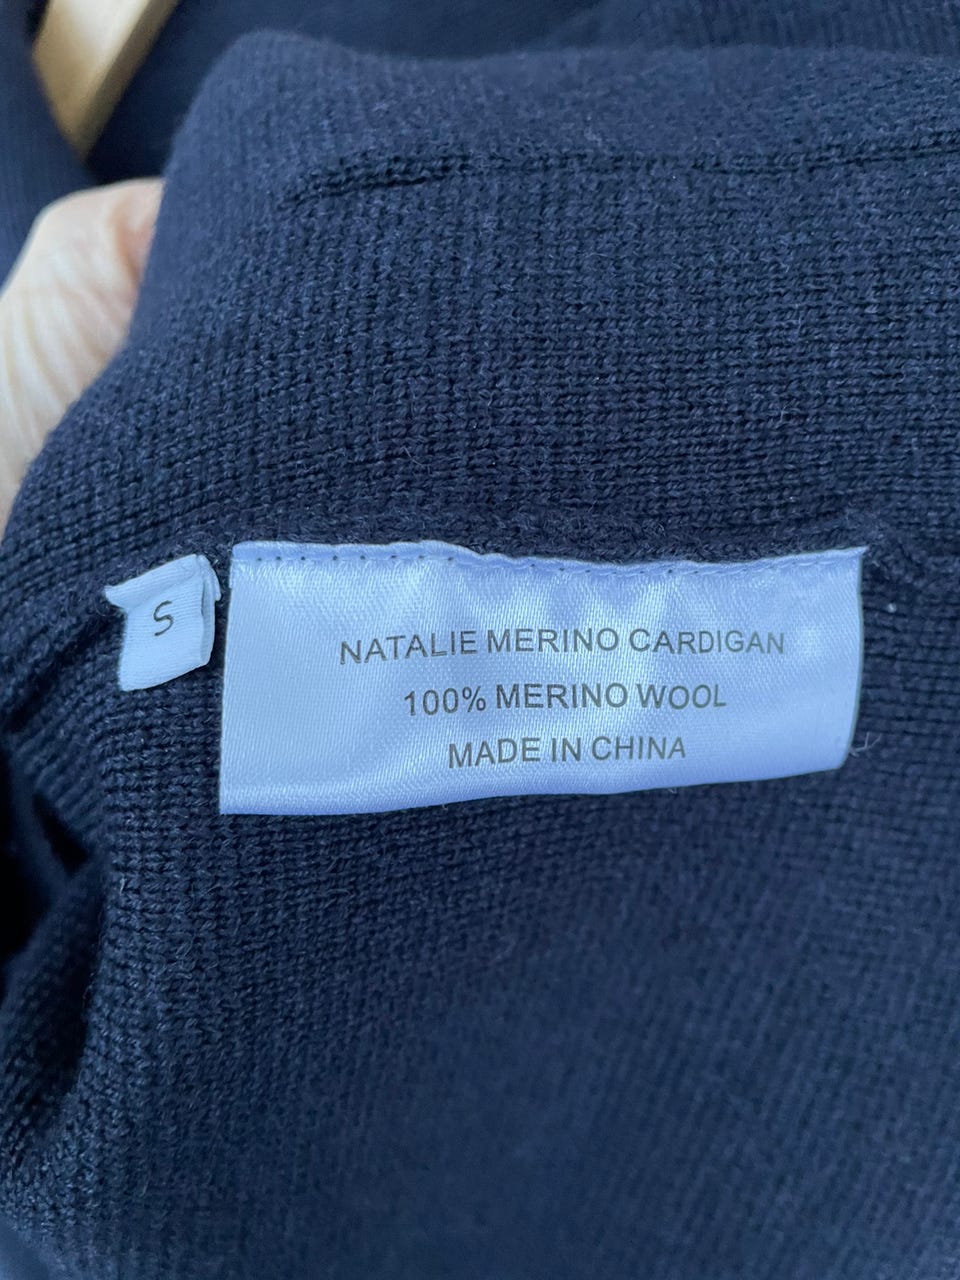 S
NATALIE MERINO CARDIGAN
100% MERINO WOOL
MADE IN CHINA